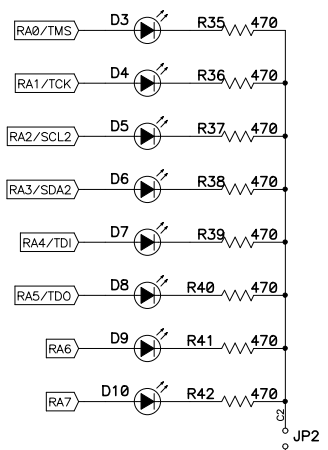 RA0/TMS D3 R35 470
RA1/TCK D4 R36 470
RA2/SCL2 D5 R37 470
RA3/SDA2 D6 R38 470
RA4/TDI D7 R39 470
RA5/TDO D8 R40 470
RA6 D9 R41 470
RA7 D10 R42 470
C2
JP2